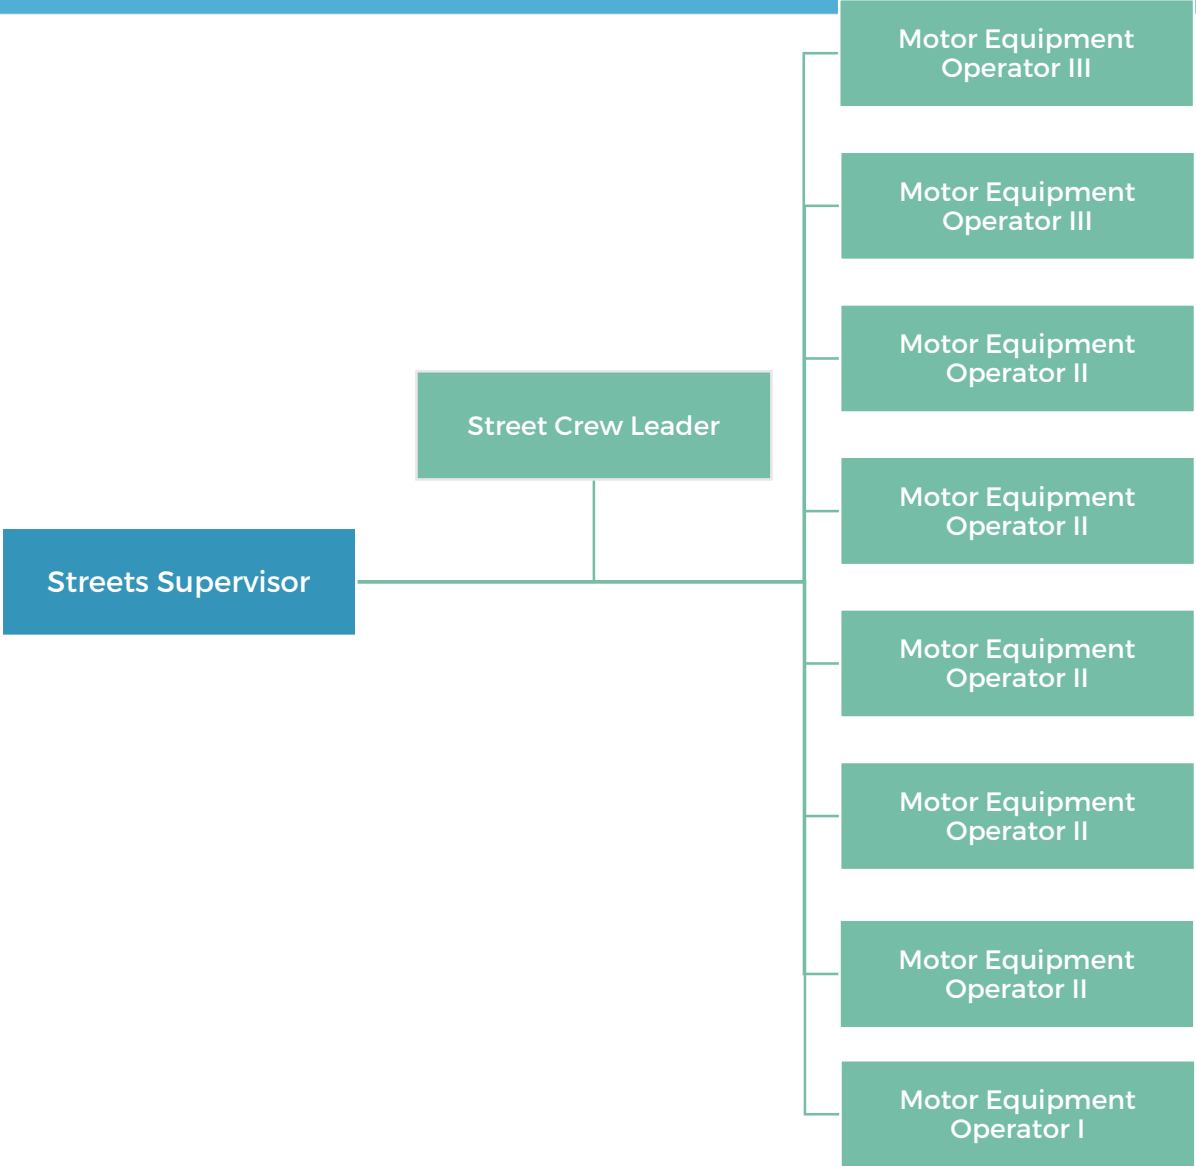 Motor Equipment
Operator III
Motor Equipment
Operator III
Motor Equipment
Operator II
Street Crew Leader
Motor Equipment
Operator II
Streets Supervisor
Motor Equipment
Operator II
Motor Equipment
Operator II
Motor Equipment
Operator II
Motor Equipment
Operator I